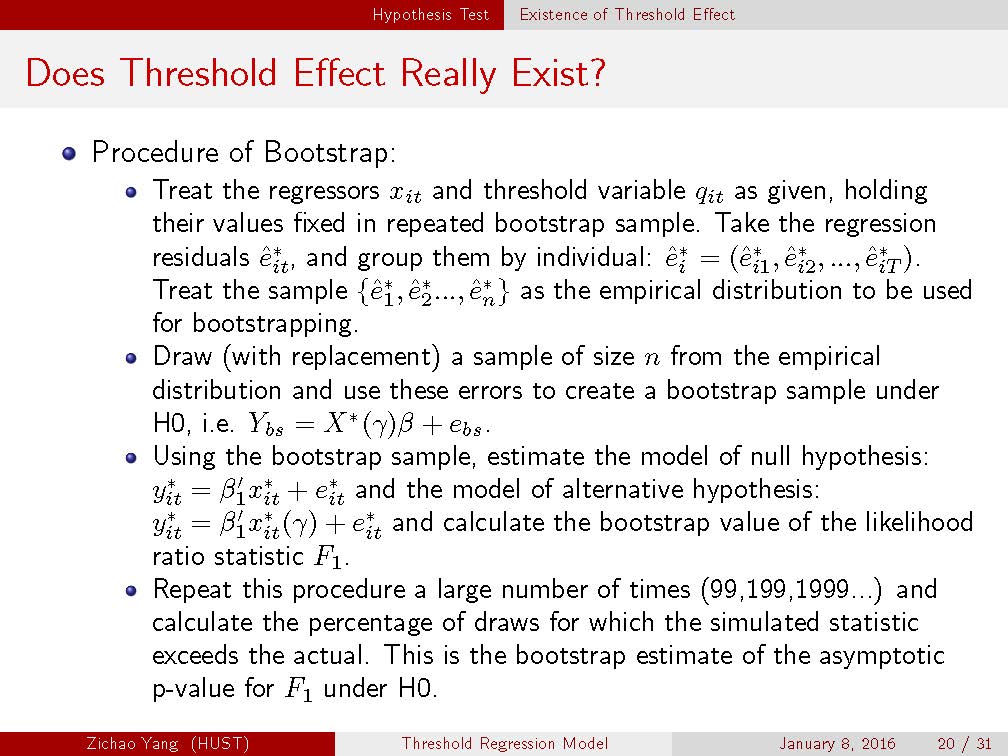 Hypothesis Test Existence of Threshold Effect
Does Threshold Effect Really Exist?
Procedure of Bootstrap:
Treat the regressors $x_{it}$ and threshold variable $q_{it}$ as given, holding
their values fixed in repeated bootstrap sample. Take the regression
residuals $\hat{e}^*_{it}$, and group them by individual: $\hat{e}^*_i = (\hat{e}^*_{i1}, \hat{e}^*_{i2}, ..., \hat{e}^*_{iT})$.
Treat the sample $\{\hat{e}^*_1, \hat{e}^*_2 ..., \hat{e}^*_n\}$ as the empirical distribution to be used
for bootstrapping.
Draw (with replacement) a sample of size $n$ from the empirical
distribution and use these errors to create a bootstrap sample under
H0, i.e. $Y_{bs} = X^*(\gamma)\beta + e_{bs}$.
Using the bootstrap sample, estimate the model of null hypothesis:
$y^*_{it} = \beta'_1 x^*_{it} + e^*_{it}$ and the model of alternative hypothesis:
$y^*_{it} = \beta'_1 x^*_{it}(\gamma) + e^*_{it}$ and calculate the bootstrap value of the likelihood
ratio statistic $F_1$.
Repeat this procedure a large number of times (99,199,1999...) and
calculate the percentage of draws for which the simulated statistic
exceeds the actual. This is the bootstrap estimate of the asymptotic
p-value for $F_1$ under H0.
Zichao Yang (HUST) Threshold Regression Model January 8, 2016 20 / 31